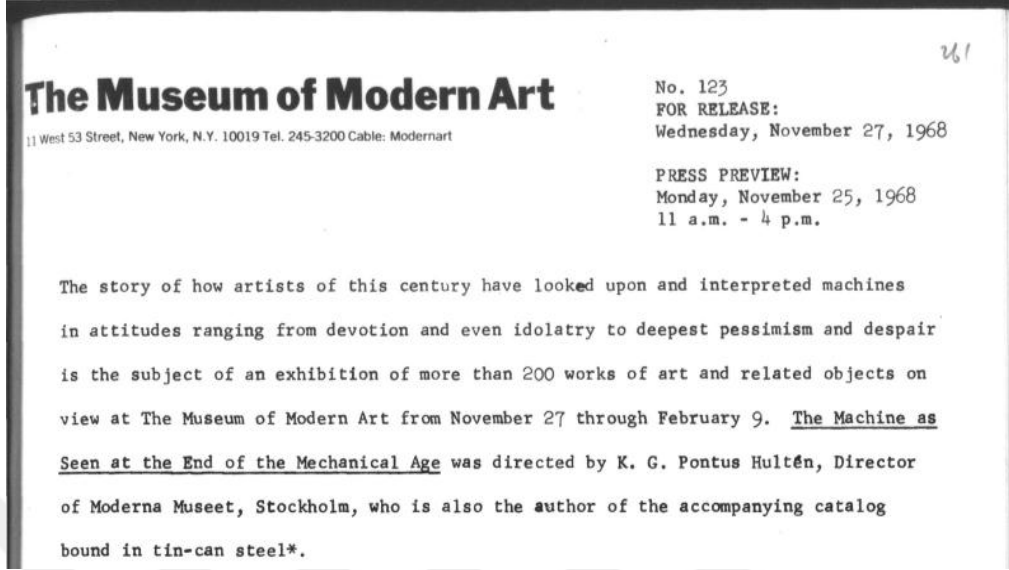 261
The Museum of Modern Art
11 West 53 Street, New York, N.Y. 10019 Tel. 245-3200 Cable: Modernart
No. 123
FOR RELEASE:
Wednesday, November 27, 1968
PRESS PREVIEW:
Monday, November 25, 1968
11 a.m. - 4 p.m.
The story of how artists of this century have looked upon and interpreted machines
in attitudes ranging from devotion and even idolatry to deepest pessimism and despair
is the subject of an exhibition of more than 200 works of art and related objects on
view at The Museum of Modern Art from November 27 through February 9. The Machine as
Seen at the End of the Mechanical Age was directed by K. G. Pontus Hultén, Director
of Moderna Museet, Stockholm, who is also the author of the accompanying catalog
bound in tin-can steel*.